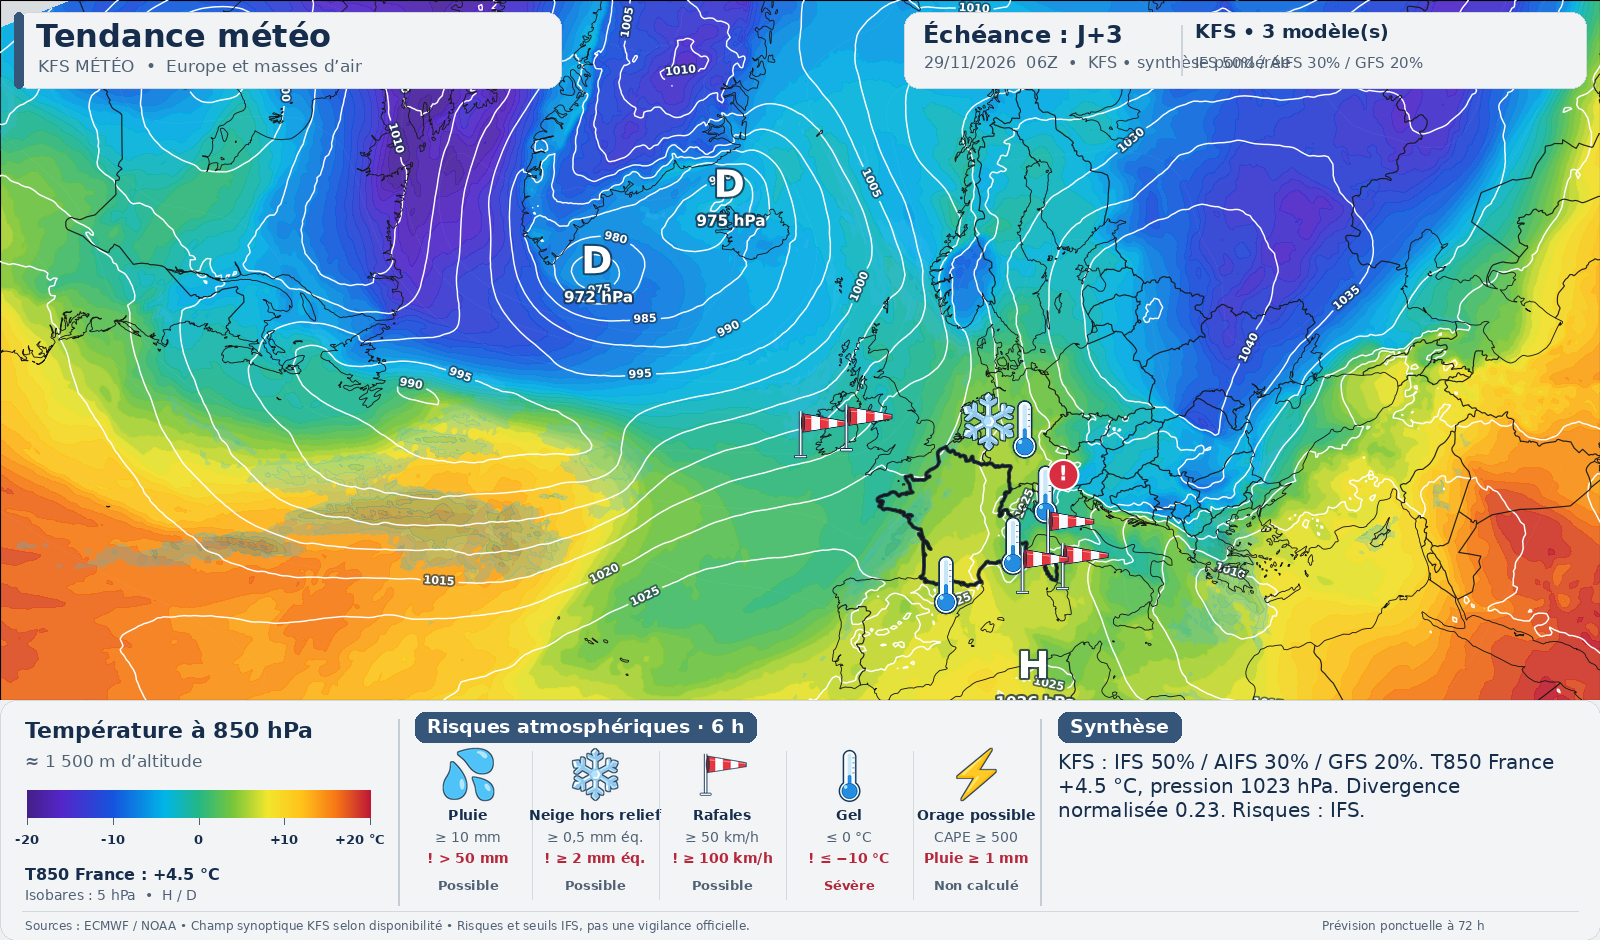 Tendance météo
KFS MÉTÉO • Europe et masses d’air
Échéance : J+3
29/11/2026 06Z • KFS • synthèse pondérée
KFS • 3 modèle(s)
IFS 50% / AIFS 30% / GFS 20%
1005
1010
1010
1010
1030
1005
D
975 hPa
980
D
975
972 hPa
985
990
995
1000
1035
1040
995
990
1025
!
1010
1015
1020
1025
25
H
1025
Température à 850 hPa
≈ 1 500 m d’altitude
-20 -10 0 +10 +20 °C
T850 France : +4.5 °C
Isobares : 5 hPa • H / D
Risques atmosphériques · 6 h
Pluie
≥ 10 mm
! > 50 mm
Possible
Neige hors relief
≥ 0,5 mm éq.
! ≥ 2 mm éq.
Possible
Rafales
≥ 50 km/h
! ≥ 100 km/h
Possible
Gel
≤ 0 °C
! ≤ −10 °C
Sévère
Orage possible
CAPE ≥ 500
Pluie ≥ 1 mm
Non calculé
Synthèse
KFS : IFS 50% / AIFS 30% / GFS 20%. T850 France
+4.5 °C, pression 1023 hPa. Divergence
normalisée 0.23. Risques : IFS.
Sources : ECMWF / NOAA • Champ synoptique KFS selon disponibilité • Risques et seuils IFS, pas une vigilance officielle.
Prévision ponctuelle à 72 h